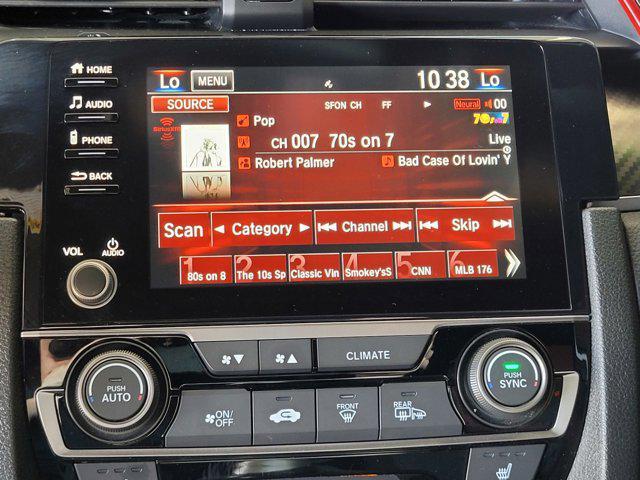 HOME
AUDIO
PHONE
BACK
VOL AUDIO
Lo MENU 10 38 Lo
SOURCE SFON CH FF Neural 00
SiriusXM Pop 70s on 7
CH 007 70s on 7 Live
Robert Palmer Bad Case Of Lovin' Y
Scan Category Channel Skip
1 2 3 4 5 6
80s on 8 The 10s Sp Classic Vin Smokey'sS CNN MLB 176
CLIMATE
PUSH AUTO
ON/OFF
FRONT
REAR
PUSH SYNC